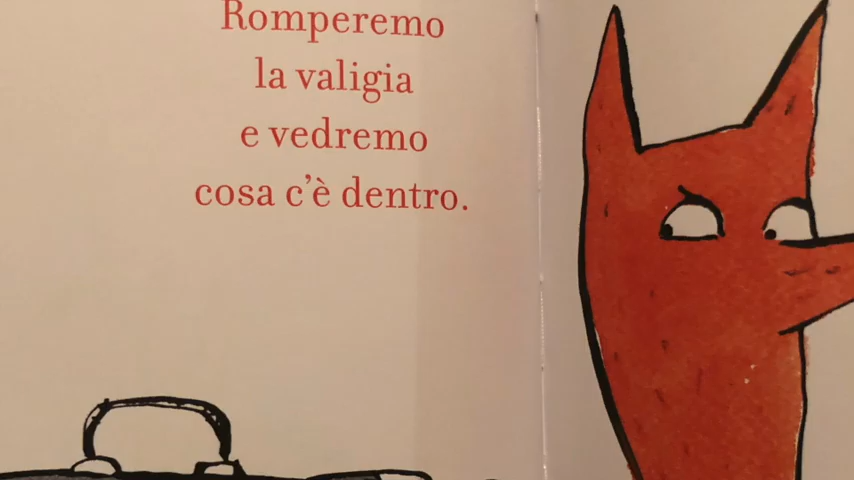 Romperemo
la valigia
e vedremo
cosa c'è dentro.